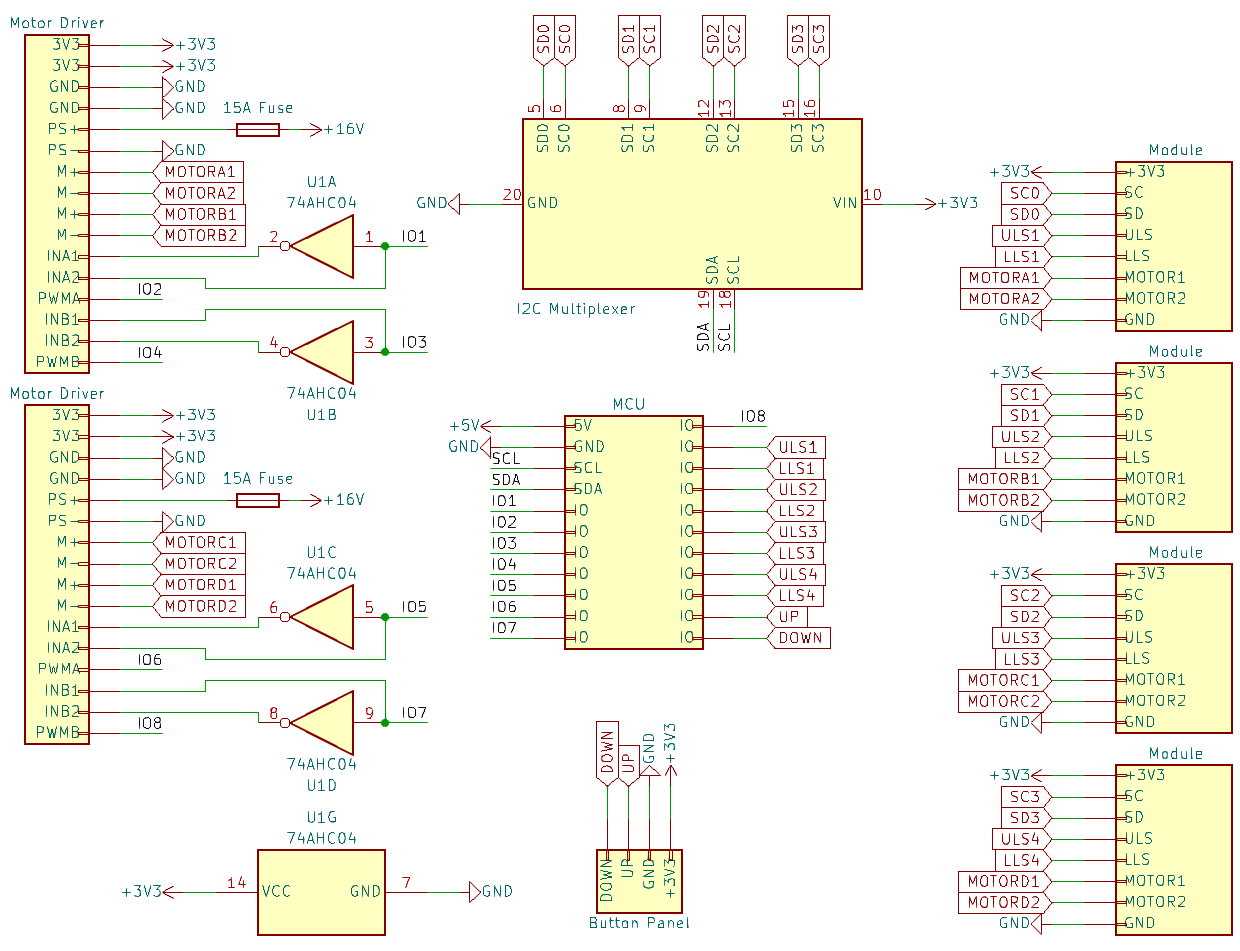 Motor Driver
3V3
+3V3
3V3
+3V3
GND
GND
GND
GND
15A Fuse
PS+
+16V
PS-
GND
M+
MOTORA1
M-
MOTORA2
M+
MOTORB1
M-
MOTORB2
INA1
INA2
PWMA
IO2
INB1
INB2
PWMB
IO4
U1A
74AHC04
2
1
IO1
4
3
IO3
74AHC04
U1B
Motor Driver
3V3
+3V3
3V3
+3V3
GND
GND
GND
GND
15A Fuse
PS+
+16V
PS-
GND
M+
MOTORC1
M-
MOTORC2
M+
MOTORD1
M-
MOTORD2
INA1
INA2
PWMA
IO6
INB1
INB2
PWMB
IO8
U1C
74AHC04
6
5
IO5
8
9
IO7
74AHC04
U1D
U1G
74AHC04
+3V3
14
VCC
GND
7
GND
SD0
SC0
SD1
SC1
SD2
SC2
SD3
SC3
5
6
8
9
12
13
15
16
SD0
SC0
SD1
SC1
SD2
SC2
SD3
SC3
GND
20
GND
VIN
10
+3V3
SDA
SCL
19
18
SDA
SCL
I2C Multiplexer
MCU
+5V
5V
IO
IO8
GND
GND
IO
ULS1
SCL
SCL
IO
LLS1
SDA
SDA
IO
ULS2
IO1
IO
IO
LLS2
IO2
IO
IO
ULS3
IO3
IO
IO
LLS3
IO4
IO
IO
ULS4
IO5
IO
IO
LLS4
IO6
IO
IO
UP
IO7
IO
IO
DOWN
DOWN
UP
GND
+3V3
DOWN
UP
GND
+3V3
Button Panel
Module
+3V3
+3V3
SC0
SC
SD0
SD
ULS1
ULS
LLS1
LLS
MOTORA1
MOTOR1
MOTORA2
MOTOR2
GND
GND
Module
+3V3
+3V3
SC1
SC
SD1
SD
ULS2
ULS
LLS2
LLS
MOTORB1
MOTOR1
MOTORB2
MOTOR2
GND
GND
Module
+3V3
+3V3
SC2
SC
SD2
SD
ULS3
ULS
LLS3
LLS
MOTORC1
MOTOR1
MOTORC2
MOTOR2
GND
GND
Module
+3V3
+3V3
SC3
SC
SD3
SD
ULS4
ULS
LLS4
LLS
MOTORD1
MOTOR1
MOTORD2
MOTOR2
GND
GND